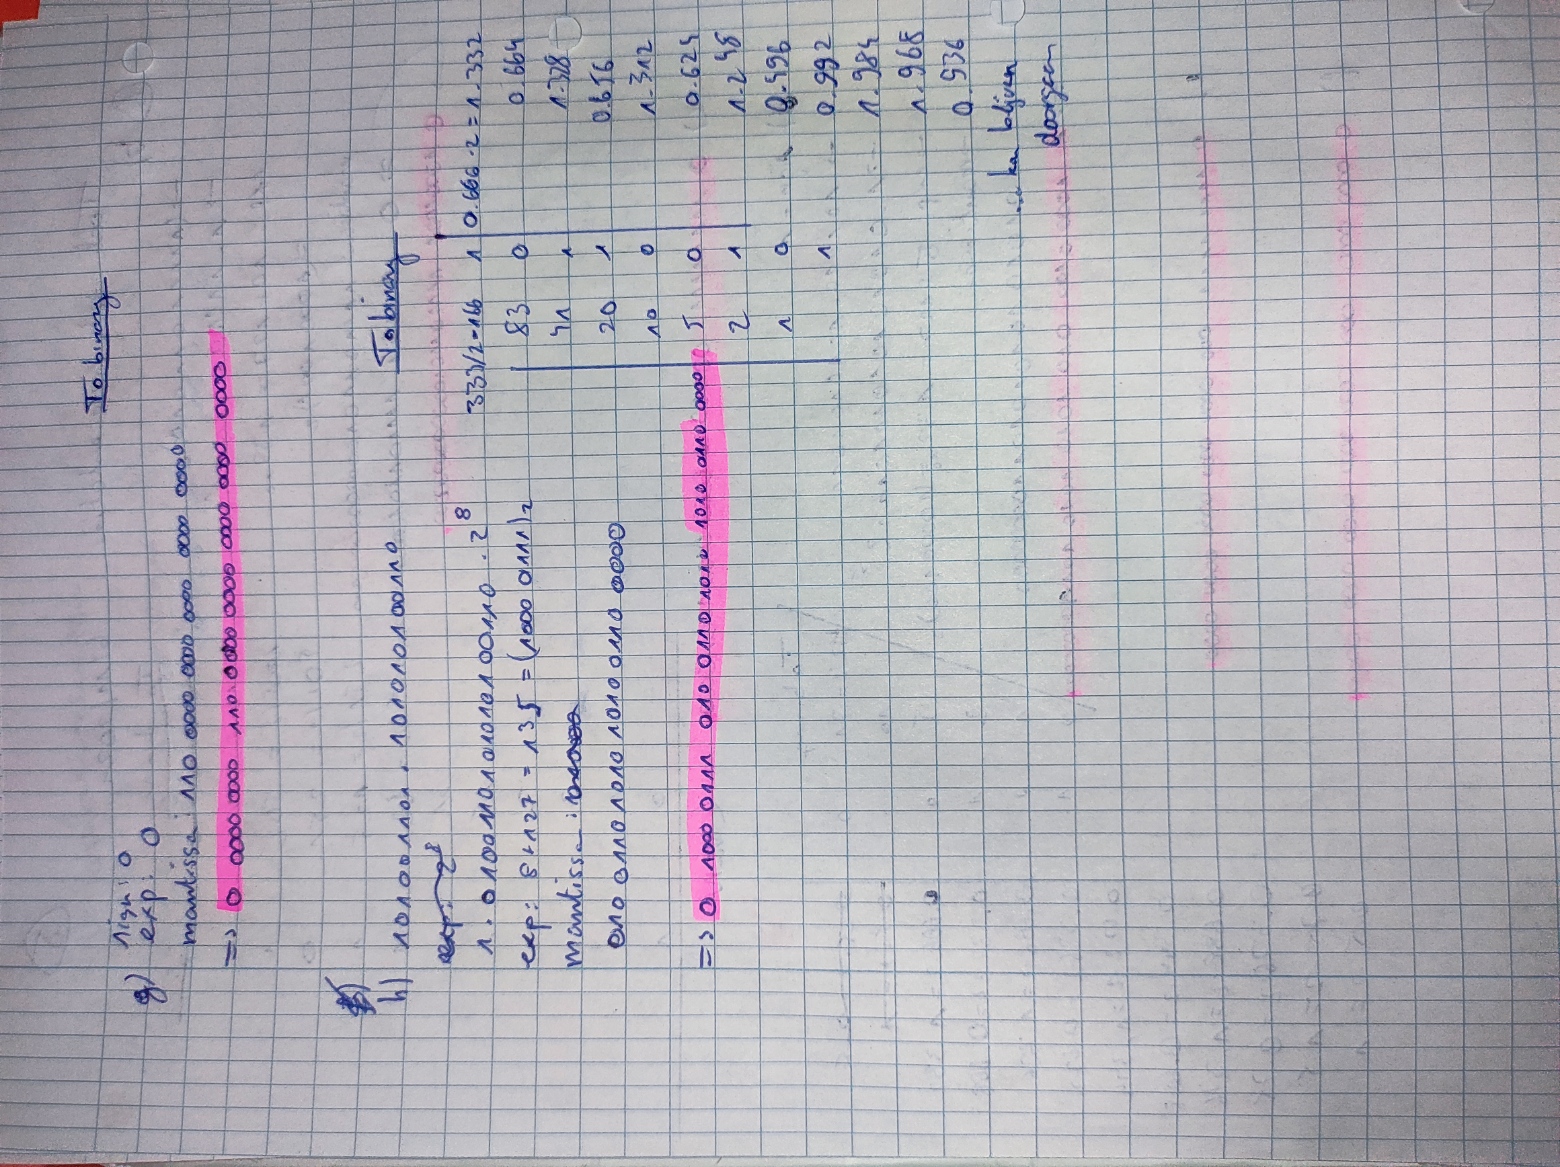 To binary
sign: 0
g) exp: 0
mantissa: 110 0000 0000 0000 0000 0000
=> 0 0000 0000 110 0000 0000 0000 0000 0000
h) 101001101. 10101010100110
To binary
exp: 2^8
1. 0100110110101010100110 . 2^8
exp: 8+127 = 135 = (1000 0111)2
mantissa:
010 0110 1010 1010 0110 0000
=> 0 1000 0111 010 0110 1010 1010 0110 0000
333/2=166 1 0.666 · 2 = 1.332
83 0 0.664
41 1 1.328
20 1 0.656
10 0 1.312
5 0 0.624
2 1 1.248
1 0 0.496
1 0.992
1.984
1.968
0.936
... kan blijven
doorgaan